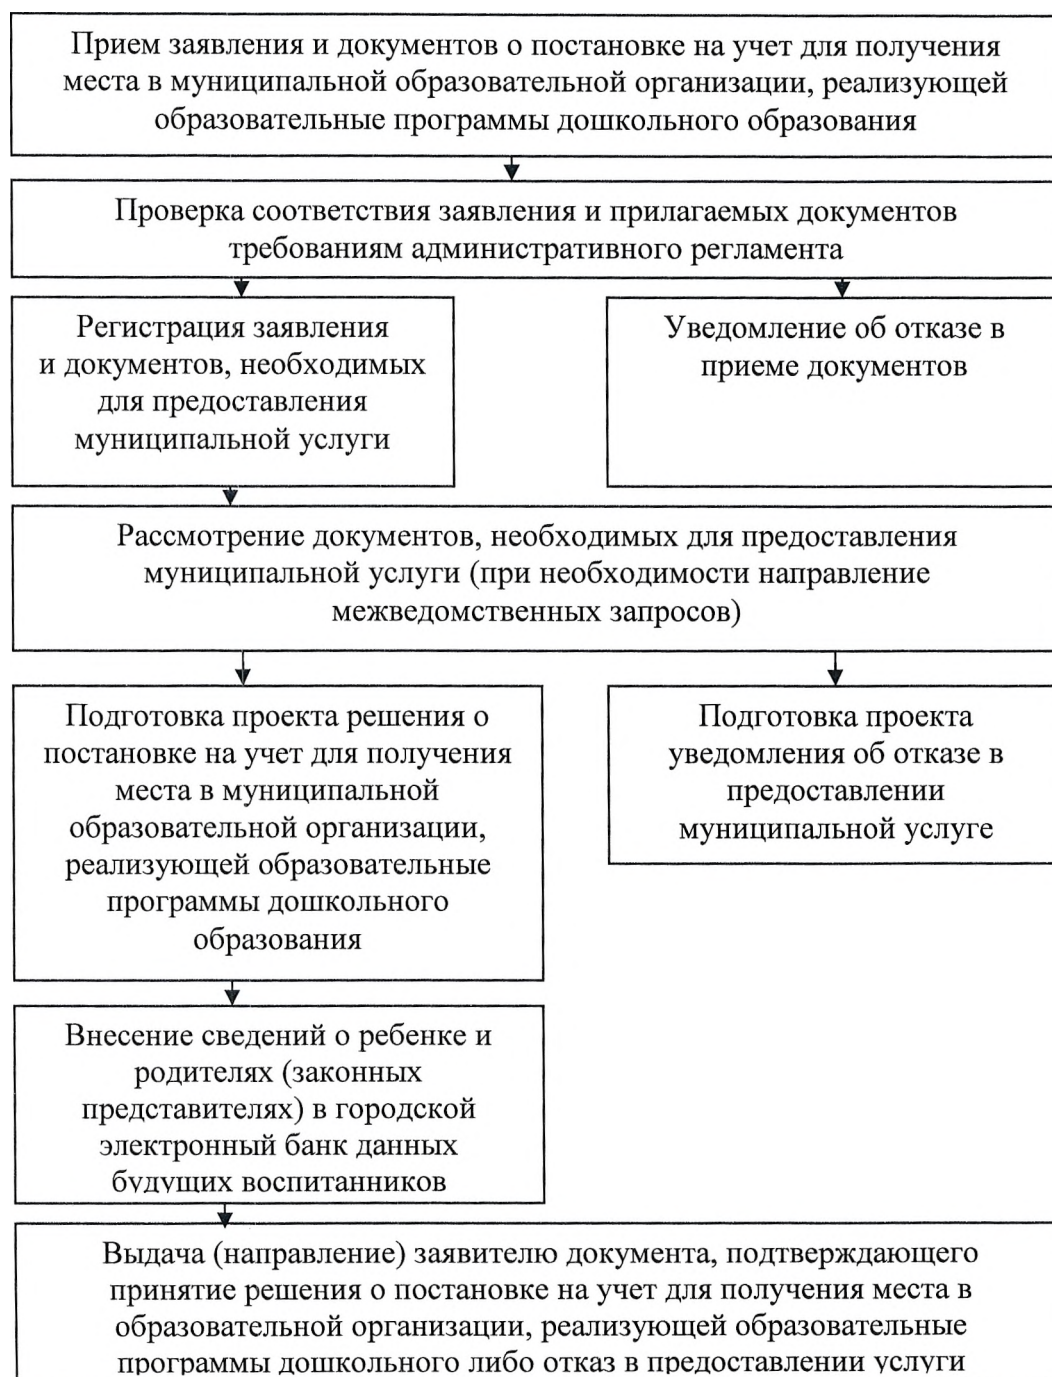 Прием заявления и документов о постановке на учет для получения
места в муниципальной образовательной организации, реализующей
образовательные программы дошкольного образования
Проверка соответствия заявления и прилагаемых документов
требованиям административного регламента
Регистрация заявления
и документов, необходимых
для предоставления
муниципальной услуги
Уведомление об отказе в
приеме документов
Рассмотрение документов, необходимых для предоставления
муниципальной услуги (при необходимости направление
межведомственных запросов)
Подготовка проекта решения о
постановке на учет для получения
места в муниципальной
образовательной организации,
реализующей образовательные
программы дошкольного
образования
Подготовка проекта
уведомления об отказе в
предоставлении
муниципальной услуге
Внесение сведений о ребенке и
родителях (законных
представителях) в городской
электронный банк данных
будущих воспитанников
Выдача (направление) заявителю документа, подтверждающего
принятие решения о постановке на учет для получения места в
образовательной организации, реализующей образовательные
программы дошкольного либо отказ в предоставлении услуги